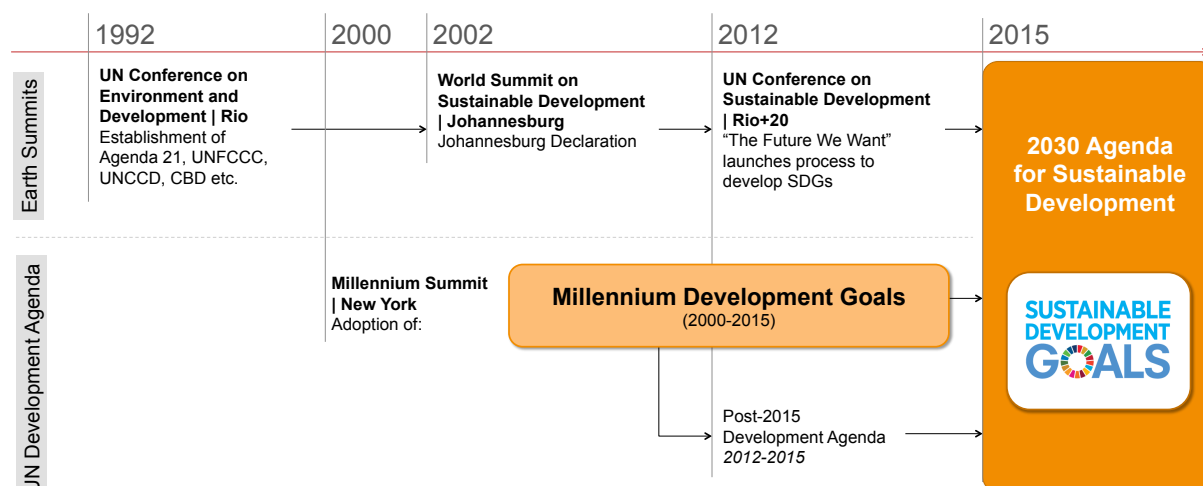 1992
2000
2002
2012
2015
Earth Summits
UN Conference on
Environment and
Development | Rio
Establishment of
Agenda 21, UNFCCC,
UNCCD, CBD etc.
World Summit on
Sustainable Development
| Johannesburg
Johannesburg Declaration
UN Conference on
Sustainable Development
| Rio+20
“The Future We Want”
launches process to
develop SDGs
2030 Agenda
for Sustainable
Development
UN Development Agenda
Millennium Summit
| New York
Adoption of:
Millennium Development Goals
(2000-2015)
Post-2015
Development Agenda
2012-2015
SUSTAINABLE
DEVELOPMENT
GOALS